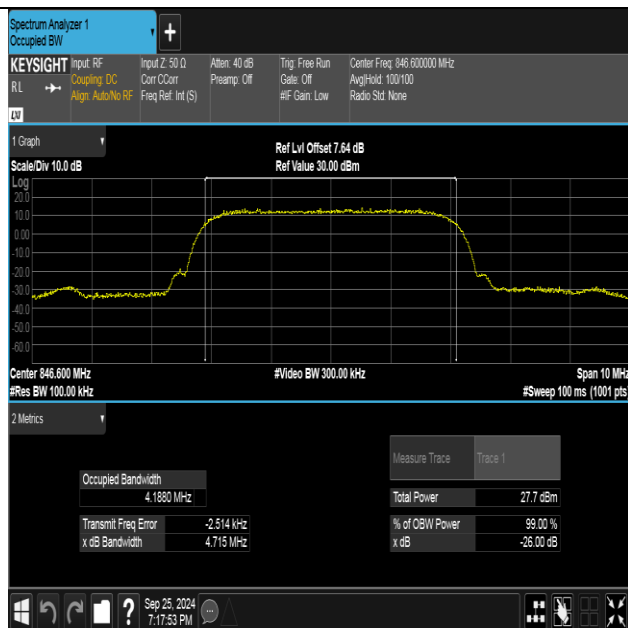 Spectrum Analyzer 1
Occupied BW
+
KEYSIGHT
RL
LXI
Input: RF
Coupling: DC
Align: Auto/No RF
Input Z: 50 Ω
Corr CCorr
Freq Ref: Int (S)
Atten: 40 dB
Preamp: Off
Trig: Free Run
Gate: Off
#IF Gain: Low
Center Freq: 846.600000 MHz
Avg|Hold: 100/100
Radio Std: None
1 Graph
Scale/Div 10.0 dB
Ref Lvl Offset 7.64 dB
Ref Value 30.00 dBm
Log
20.0
10.0
0.00
-10.0
-20.0
-30.0
-40.0
-50.0
-60.0
Center 846.600 MHz
#Video BW 300.00 kHz
Span 10 MHz
#Res BW 100.00 kHz
#Sweep 100 ms (1001 pts)
2 Metrics
Measure Trace Trace 1
Occupied Bandwidth
4.1880 MHz
Total Power 27.7 dBm
Transmit Freq Error -2.514 kHz
% of OBW Power 99.00 %
x dB Bandwidth 4.715 MHz
x dB -26.00 dB
?
Sep 25, 2024
7:17:53 PM